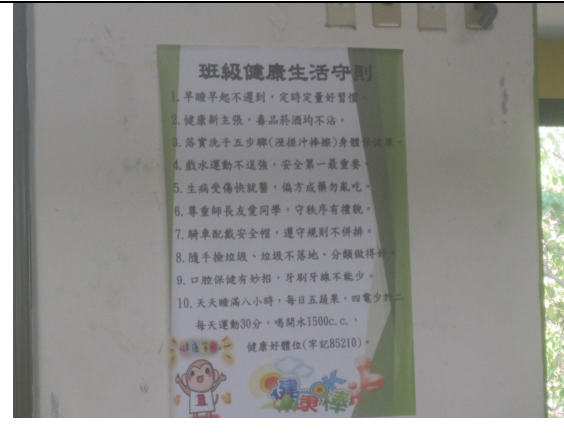 班級健康生活守則
1.早睡早起不遲到，定時定量好習慣。
2.健康新主張，毒品菸酒均不沾。
3.落實洗手五步驟(溼搓沖捧擦)身體保健康。
4.戲水運動不逞強，安全第一最重要。
5.生病受傷快就醫，偏方成藥勿亂吃。
6.尊重師長友愛同學，守秩序有禮貌。
7.騎車配戴安全帽，遵守規則不併排。
8.隨手撿垃圾、垃圾不落地、分類做得好。
9.口腔保健有妙招，牙刷牙線不能少。
10.天天睡滿八小時，每日五蔬果，四電少於二
每天運動30分，喝開水1500c.c.，
健康好體位(牢記85210)。
健康